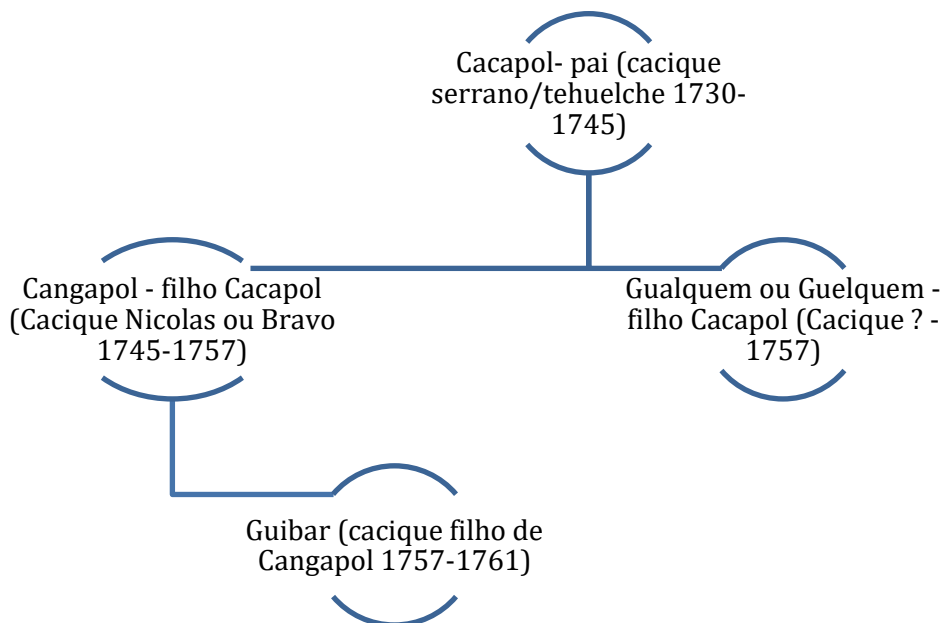 Cacapol- pai (cacique
serrano/tehuelche 1730-
1745)
Cangapol - filho Cacapol
(Cacique Nicolas ou Bravo
1745-1757)
Gualquem ou Guelquem -
filho Cacapol (Cacique ? -
1757)
Guibar (cacique filho de
Cangapol 1757-1761)